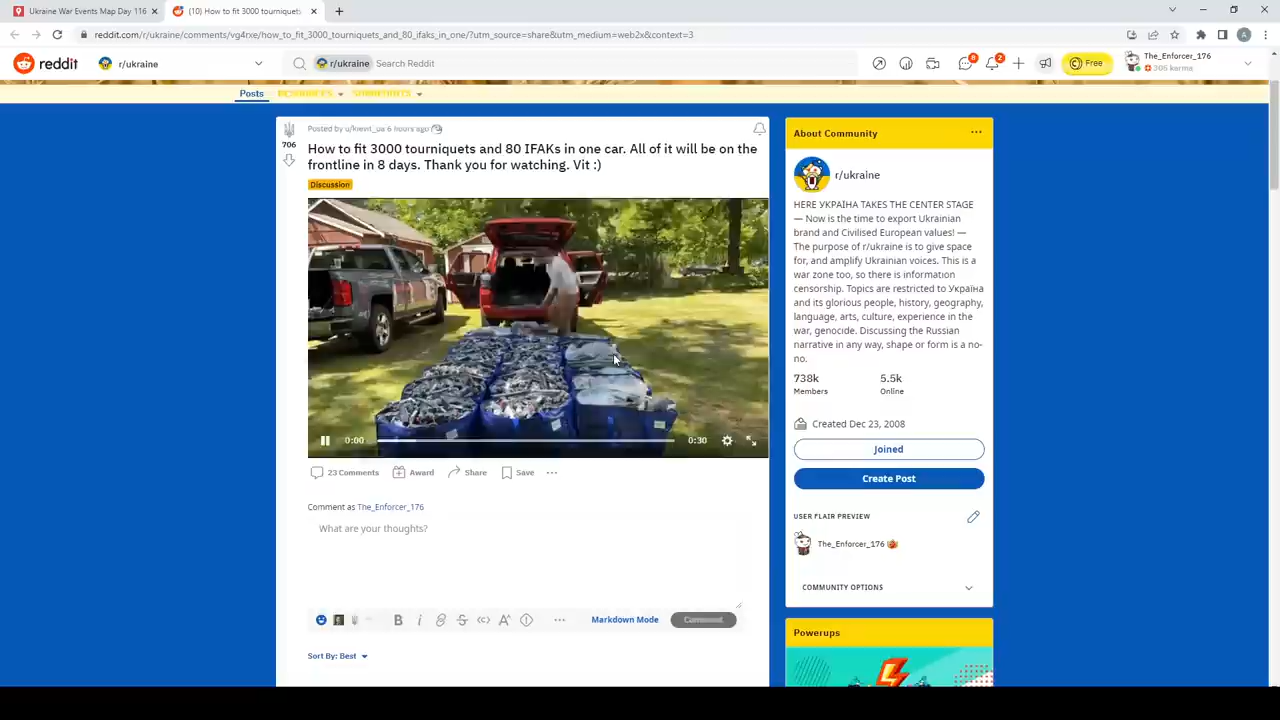 Ukraine War Events Map Day 116
(10) How to fit 3000 tourniquets
reddit.com/r/ukraine/comments/vg4rxe/how_to_fit_3000_tourniquets_and_80_ifaks_in_one/?utm_source=share&utm_medium=web2x&context=3
A
reddit
r/ukraine
r/ukraine
Search Reddit
8
2
Free
The_Enforcer_176
305 karma
Posts
Posted by 6 hours ago
706
How to fit 3000 tourniquets and 80 IFAKs in one car. All of it will be on the
frontline in 8 days. Thank you for watching. Vit :)
Discussion
0:00
0:30
23 Comments
Award
Share
Save
Comment as The_Enforcer_176
What are your thoughts?
Markdown Mode
Comment
Sort By: Best
About Community
r/ukraine
HERE УКРАЇНА TAKES THE CENTER STAGE
— Now is the time to export Ukrainian
brand and Civilised European values! —
The purpose of r/ukraine is to give space
for, and amplify Ukrainian voices. This is a
war zone too, so there is information
censorship. Topics are restricted to Україна
and its glorious people, history, geography,
language, arts, culture, experience in the
war, genocide. Discussing the Russian
narrative in any way, shape or form is a no-
no.
738k
Members
5.5k
Online
Created Dec 23, 2008
Joined
Create Post
USER FLAIR PREVIEW
The_Enforcer_176
COMMUNITY OPTIONS
Powerups